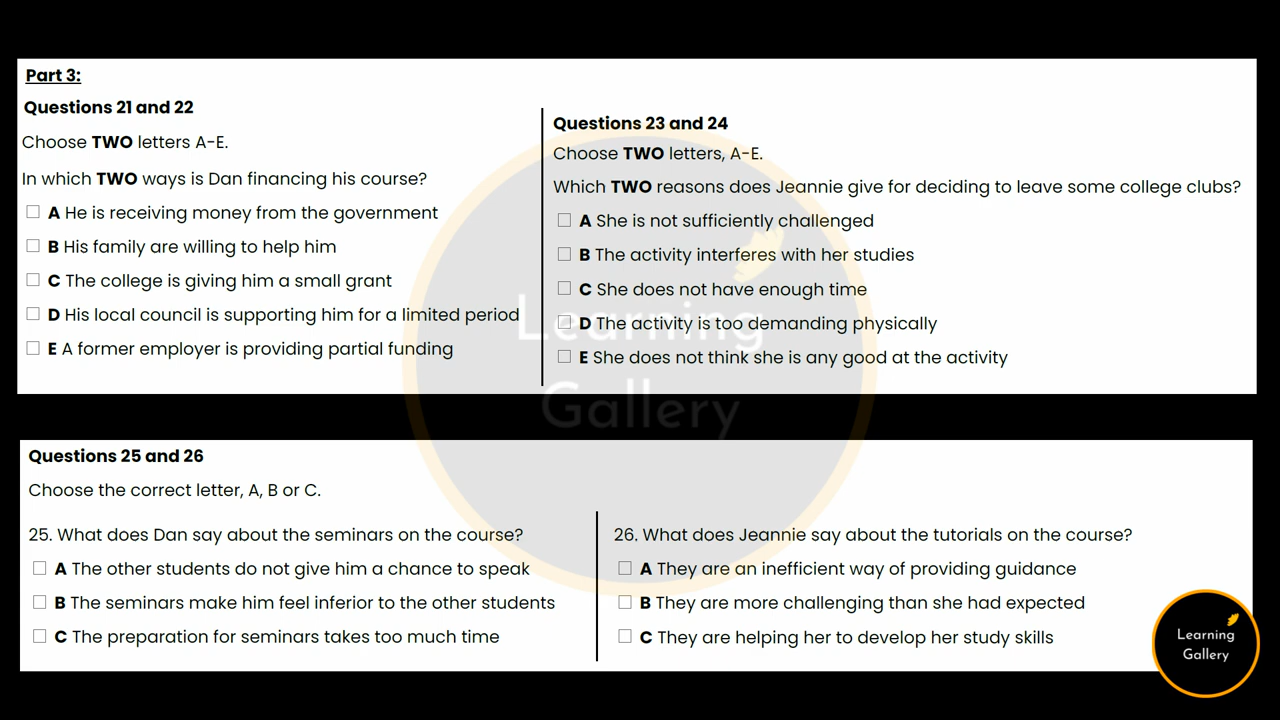 Part 3:
Questions 21 and 22
Choose TWO letters A-E.
In which TWO ways is Dan financing his course?
A He is receiving money from the government
B His family are willing to help him
C The college is giving him a small grant
D His local council is supporting him for a limited period
E A former employer is providing partial funding
Questions 23 and 24
Choose TWO letters, A-E.
Which TWO reasons does Jeannie give for deciding to leave some college clubs?
A She is not sufficiently challenged
B The activity interferes with her studies
C She does not have enough time
D The activity is too demanding physically
E She does not think she is any good at the activity
Learning
Gallery
Questions 25 and 26
Choose the correct letter, A, B or C.
25. What does Dan say about the seminars on the course?
A The other students do not give him a chance to speak
B The seminars make him feel inferior to the other students
C The preparation for seminars takes too much time
26. What does Jeannie say about the tutorials on the course?
A They are an inefficient way of providing guidance
B They are more challenging than she had expected
C They are helping her to develop her study skills
Learning
Gallery